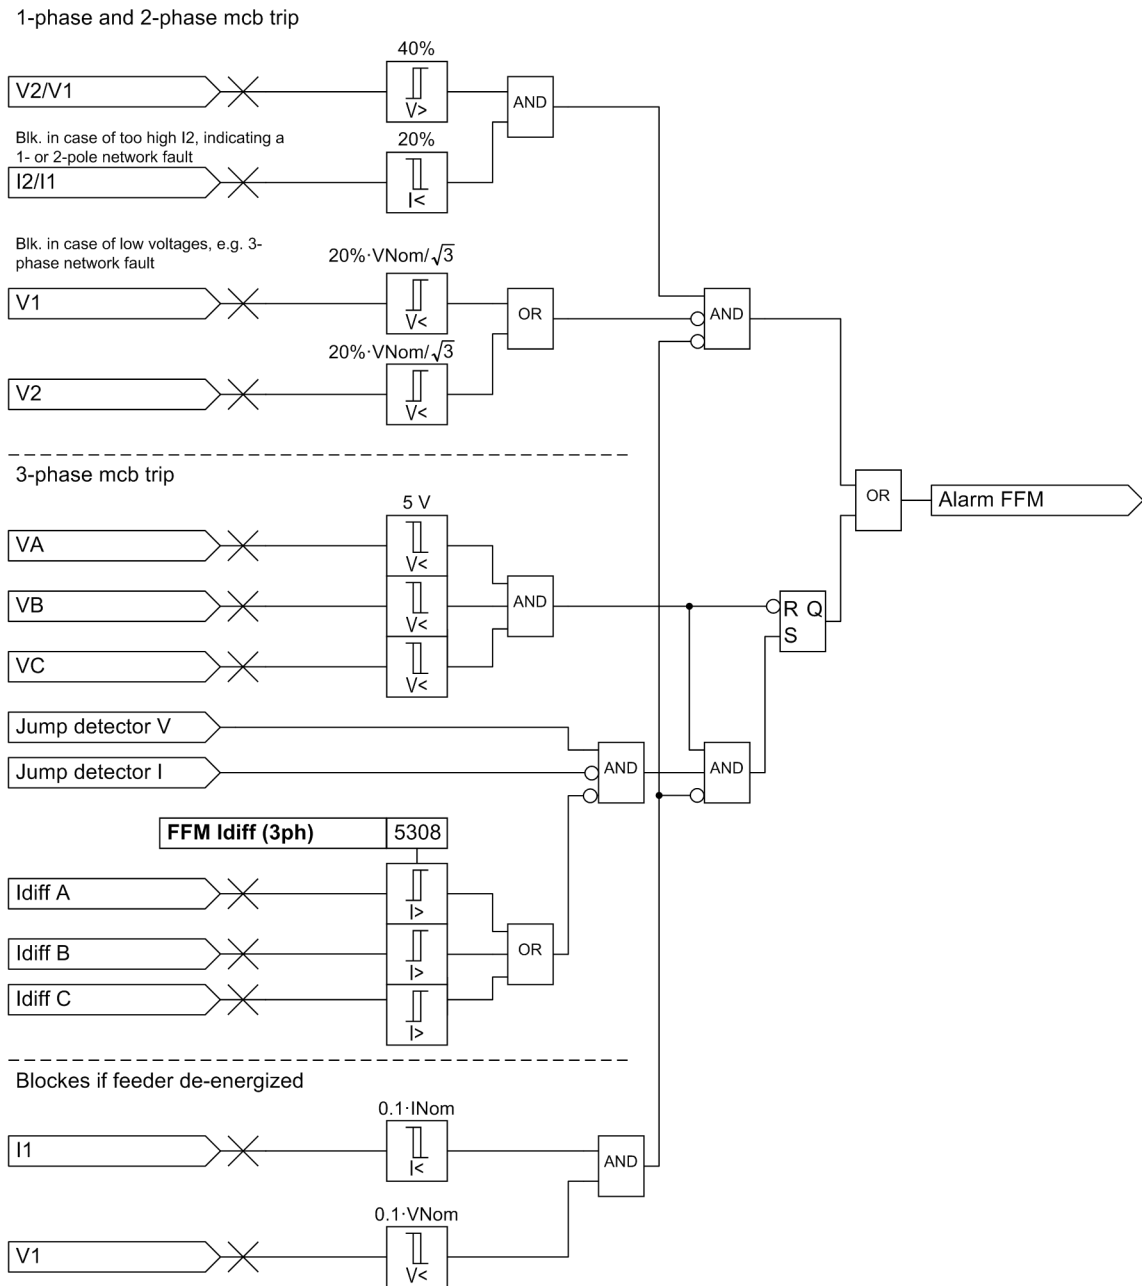 1-phase and 2-phase mcb trip
40%
V2/V1
V>
AND
Blk. in case of too high I2, indicating a
1- or 2-pole network fault
20%
I2/I1
I<
Blk. in case of low voltages, e.g. 3-
phase network fault
20%·VNom/√3
V1
V<
OR
AND
20%·VNom/√3
V2
V<
3-phase mcb trip
5 V
OR
Alarm FFM
VA
V<
VB
V<
AND
R Q
S
VC
V<
Jump detector V
Jump detector I
AND
AND
FFM Idiff (3ph) 5308
Idiff A
I>
Idiff B
I>
OR
Idiff C
I>
Blockes if feeder de-energized
0.1·INom
I1
I<
AND
0.1·VNom
V1
V<